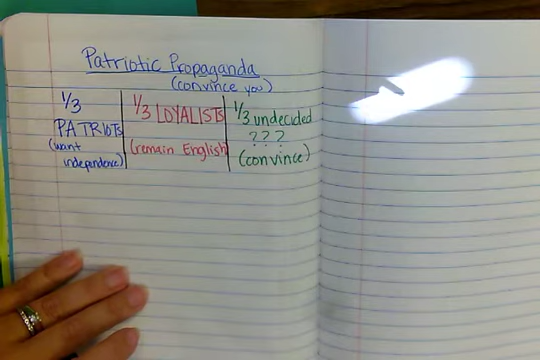 Patriotic Propaganda
(convince you)
1/3
PATRIOTS
(want
independence)
1/3 LOYALISTS
(remain English)
1/3 undecided
? ? ?
(convince)